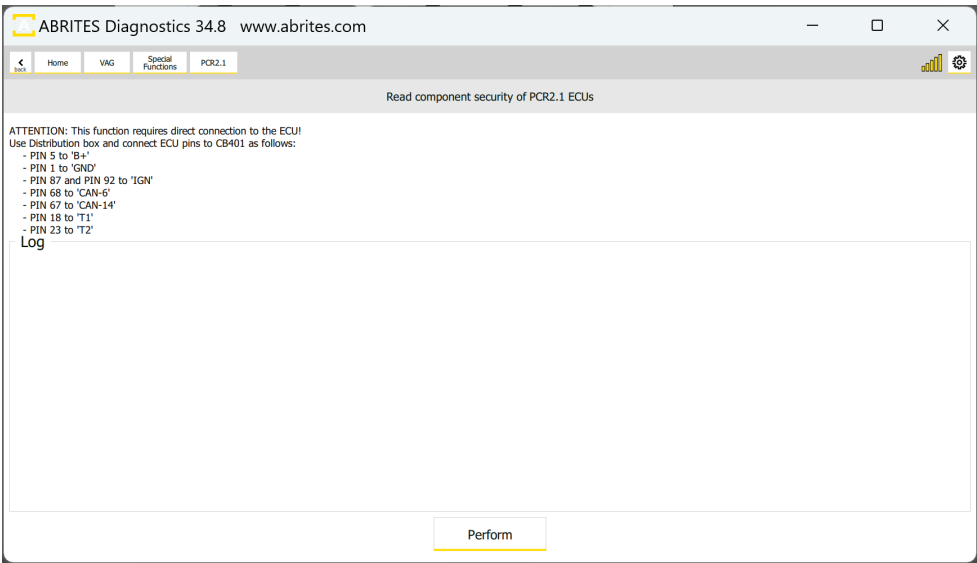 ABRITES Diagnostics 34.8   www.abrites.com
back
Home
VAG
Special
Functions
PCR2.1
Read component security of PCR2.1 ECUs
ATTENTION: This function requires direct connection to the ECU!
Use Distribution box and connect ECU pins to CB401 as follows:
- PIN 5 to 'B+'
- PIN 1 to 'GND'
- PIN 87 and PIN 92 to 'IGN'
- PIN 68 to 'CAN-6'
- PIN 67 to 'CAN-14'
- PIN 18 to 'T1'
- PIN 23 to 'T2'
Log
Perform